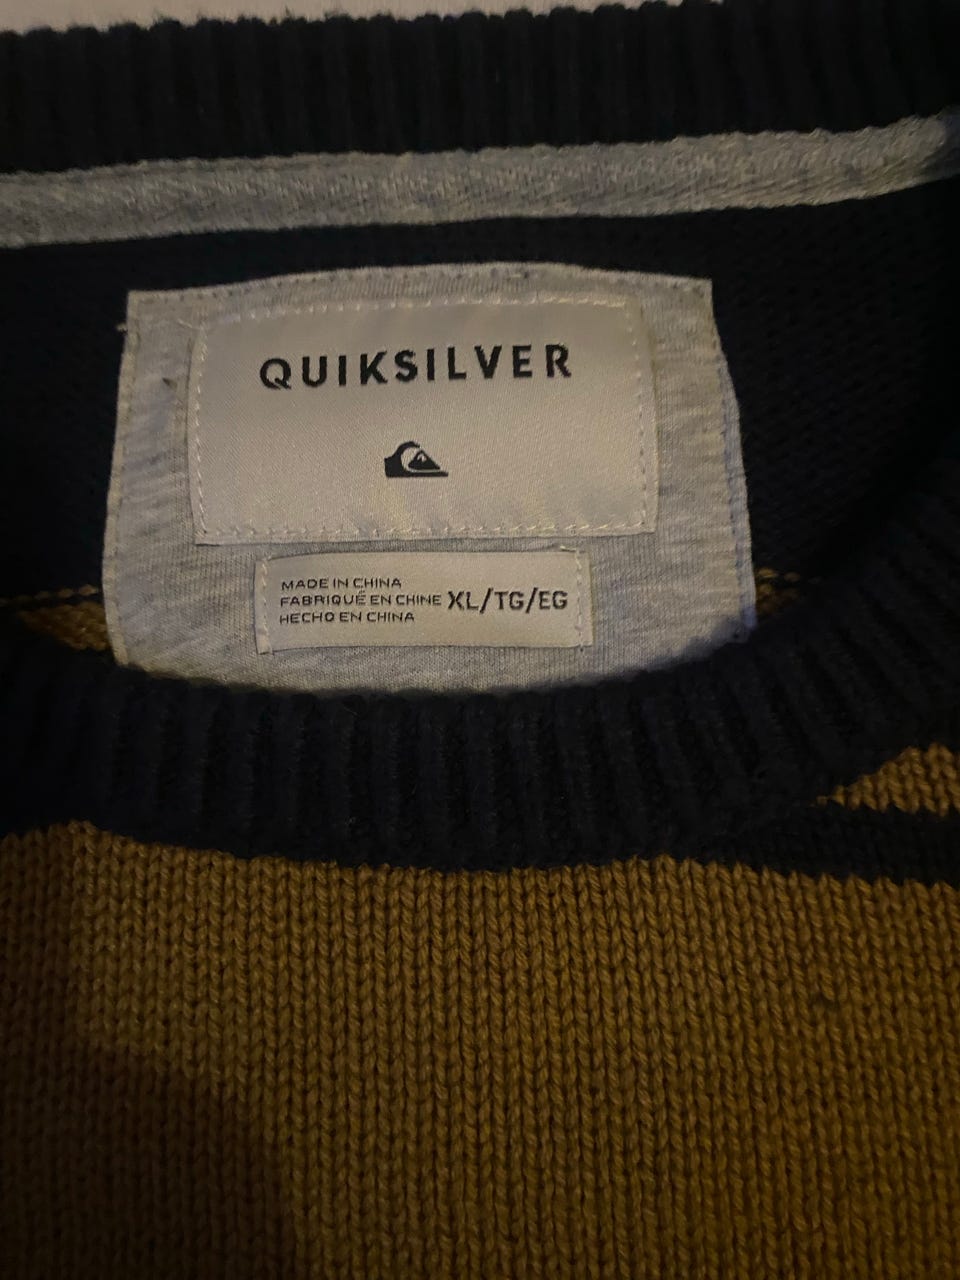 QUIKSILVER
MADE IN CHINA
FABRIQUÉ EN CHINE XL/TG/EG
HECHO EN CHINA